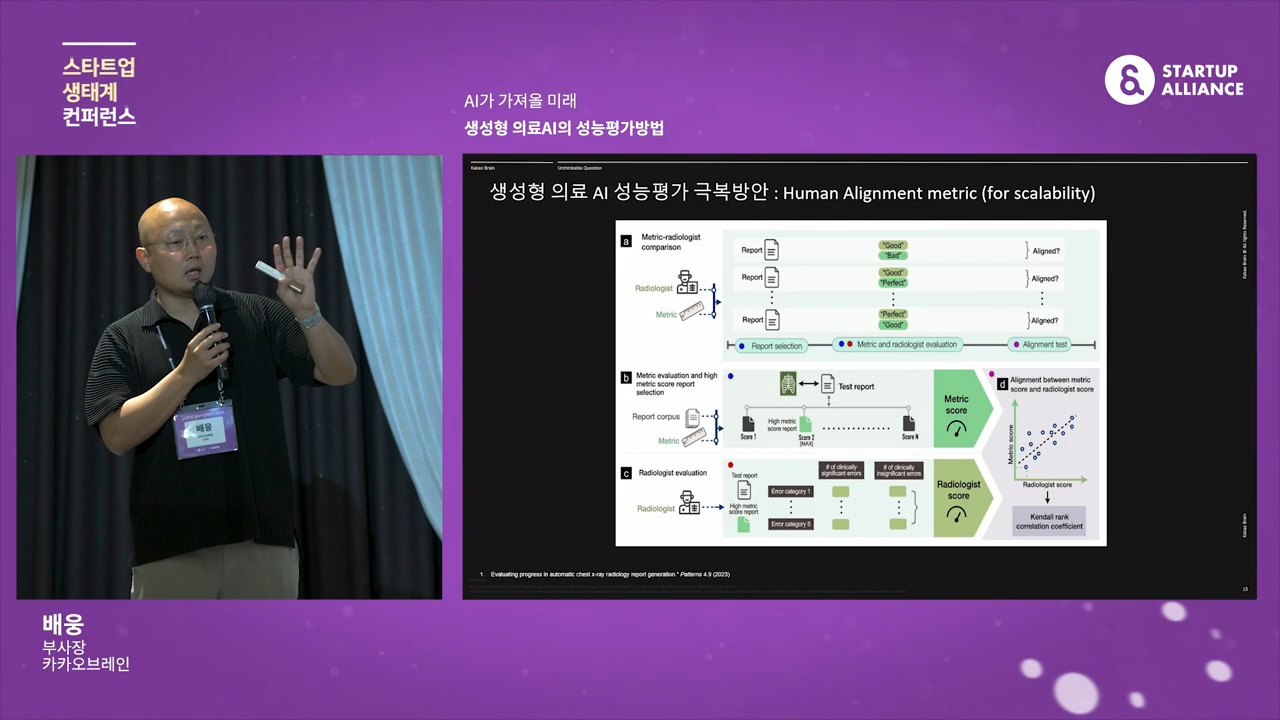 스타트업
생태계
컨퍼런스
STARTUP
ALLIANCE
AI가 가져올 미래
생성형 의료AI의 성능평가방법
Kakao Brain
Unthinkable Question
생성형 의료 AI 성능평가 극복방안 : Human Alignment metric (for scalability)
a
Metric-radiologist
comparison
Radiologist
Metric
Report
"Good"
"Bad"
Aligned?
Report
"Good"
"Perfect"
Aligned?
Report
"Perfect"
"Good"
Aligned?
Report selection
Metric and radiologist evaluation
Alignment test
b
Metric evaluation and high
metric score report
selection
Report corpus
Metric
Test report
Score 1
High metric
score report
Score 2
[MAX]
Score N
Metric
score
c
Radiologist evaluation
Radiologist
Test report
High metric
score report
# of clinically
significant errors
# of clinically
insignificant errors
Error category 1
Error category 6
Radiologist
score
d
Alignment between metric
score and radiologist score
Metric score
Radiologist score
Kendall rank
correlation coefficient
1. Evaluating progress in automatic chest x-ray radiology report generation." Patterns 4.9 (2023)
Kakao Brain © All rights Reserved.
Kakao Brain
13
배웅
배웅
부사장
카카오브레인